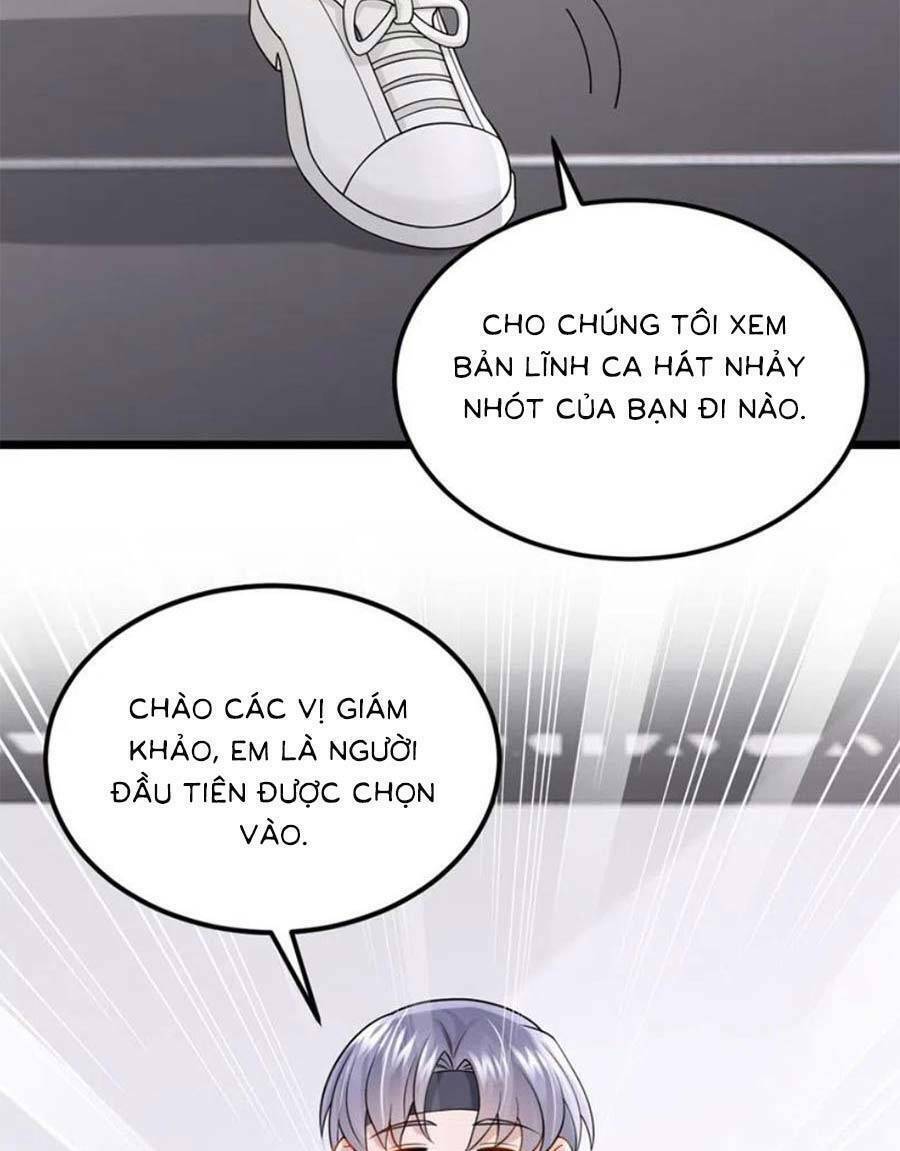 CHO CHÚNG TÔI XEM
BẢN LĨNH CA HÁT NHẢY
NHÓT CỦA BẠN ĐI NÀO.
CHÀO CÁC VỊ GIÁM
KHẢO, EM LÀ NGƯỜI
ĐẦU TIÊN ĐƯỢC CHỌN
VÀO.